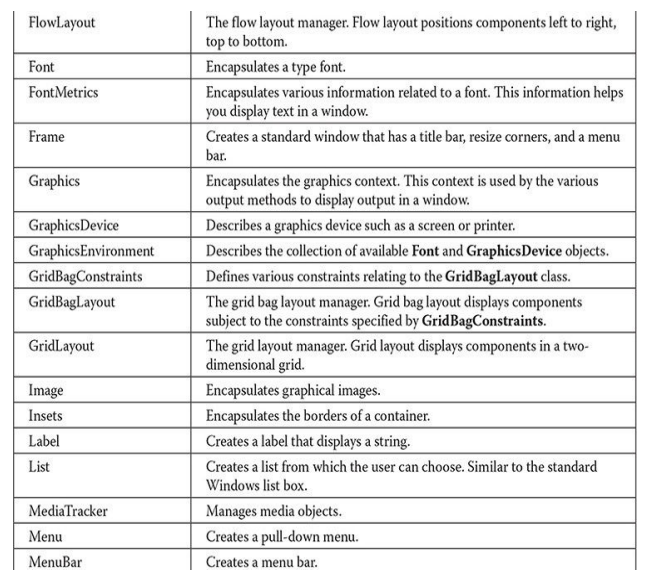 FlowLayout The flow layout manager. Flow layout positions components left to right,
top to bottom.
Font Encapsulates a type font.
FontMetrics Encapsulates various information related to a font. This information helps
you display text in a window.
Frame Creates a standard window that has a title bar, resize corners, and a menu
bar.
Graphics Encapsulates the graphics context. This context is used by the various
output methods to display output in a window.
GraphicsDevice Describes a graphics device such as a screen or printer.
GraphicsEnvironment Describes the collection of available Font and GraphicsDevice objects.
GridBagConstraints Defines various constraints relating to the GridBagLayout class.
GridBagLayout The grid bag layout manager. Grid bag layout displays components
subject to the constraints specified by GridBagConstraints.
GridLayout The grid layout manager. Grid layout displays components in a two-
dimensional grid.
Image Encapsulates graphical images.
Insets Encapsulates the borders of a container.
Label Creates a label that displays a string.
List Creates a list from which the user can choose. Similar to the standard
Windows list box.
MediaTracker Manages media objects.
Menu Creates a pull-down menu.
MenuBar Creates a menu bar.